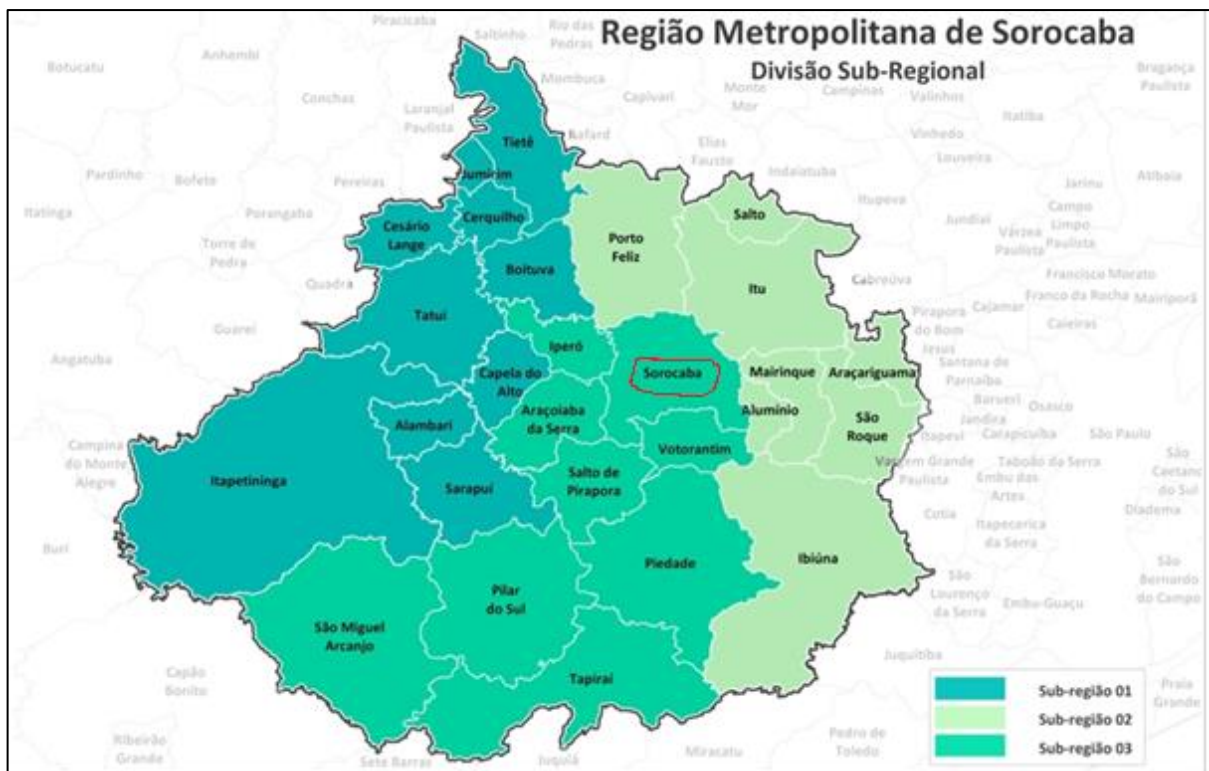 Região Metropolitana de Sorocaba
Divisão Sub-Regional
Piracicaba
Saltinho
Rio das
Pedras
Botucatu
Anhembi
Conchas
Laranjal
Paulista
Mombuca
Capivari
Monte
Mor
Campinas
Valinhos
Bragança
Paulista
Itatiba
Vinhedo
Louveira
Rafard
Elias
Fauste
Indaiatuba
Itupeva
Jundiaí
Jarinu
Atibaia
Campo
Limpo
Paulista
Várzea
Paulista
Pardinho
Bofete
Pereiras
Itatinga
Porangaba
Torre de
Pedra
Quadra
Guareí
Angatuba
Tietê
Jumirim
Cerquilho
Cesário
Lange
Boituva
Porto
Feliz
Salto
Itu
Cabreúva
Francisco Morato
Franco da Rocha
Mairiporã
Cajamar
Caieiras
Pirapora
do Bom
Jesus
Tatuí
Iperó
Capela do
Alto
Sorocaba
Mairinque
Araçariguama
Santana de
Parnaíba
Barueri
Jandira
Osasco
Alambari
Araçoiaba
da Serra
Alumínio
São
Roque
Votorantim
Itapevi
Carapicuíba
São Paulo
Campina
do Monte
Alegre
Itapetininga
Sarapuí
Salto de
Pirapora
Vargem Grande
Paulista
Taboão da Serra
Embu das
Artes
São
Caetano
do Sul
Diadema
Cotia
Itapecerica
da Serra
Buri
Piedade
Ibiúna
São
Lourenço
da Serra
Embu-Guaçu
São
Bernardo
do Campo
São Miguel
Arcanjo
Pilar
do Sul
Tapiraí
Juquitiba
Capão
Bonito
Ribeirão
Grande
Sete Barras
Juquiá
Miracatu
Pedro de
Toledo
Praia
Grande
Sub-região 01
Sub-região 02
Sub-região 03